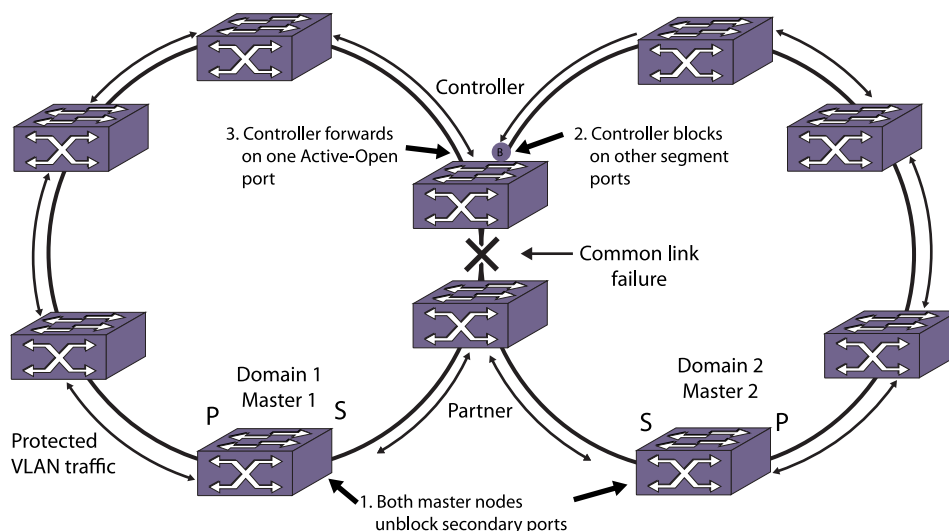 Controller
3. Controller forwards
on one Active-Open
port
B
2. Controller blocks
on other segment
ports
Common link
failure
Domain 1
Master 1
P
S
Partner
Domain 2
Master 2
S
P
Protected
VLAN traffic
1. Both master nodes
unblock secondary ports